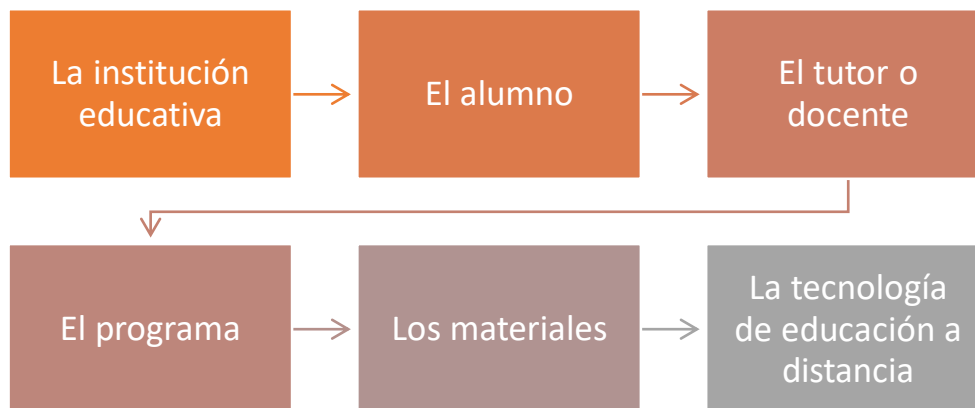 La institución
educativa
El alumno
El tutor o
docente
El programa
Los materiales
La tecnología
de educación a
distancia